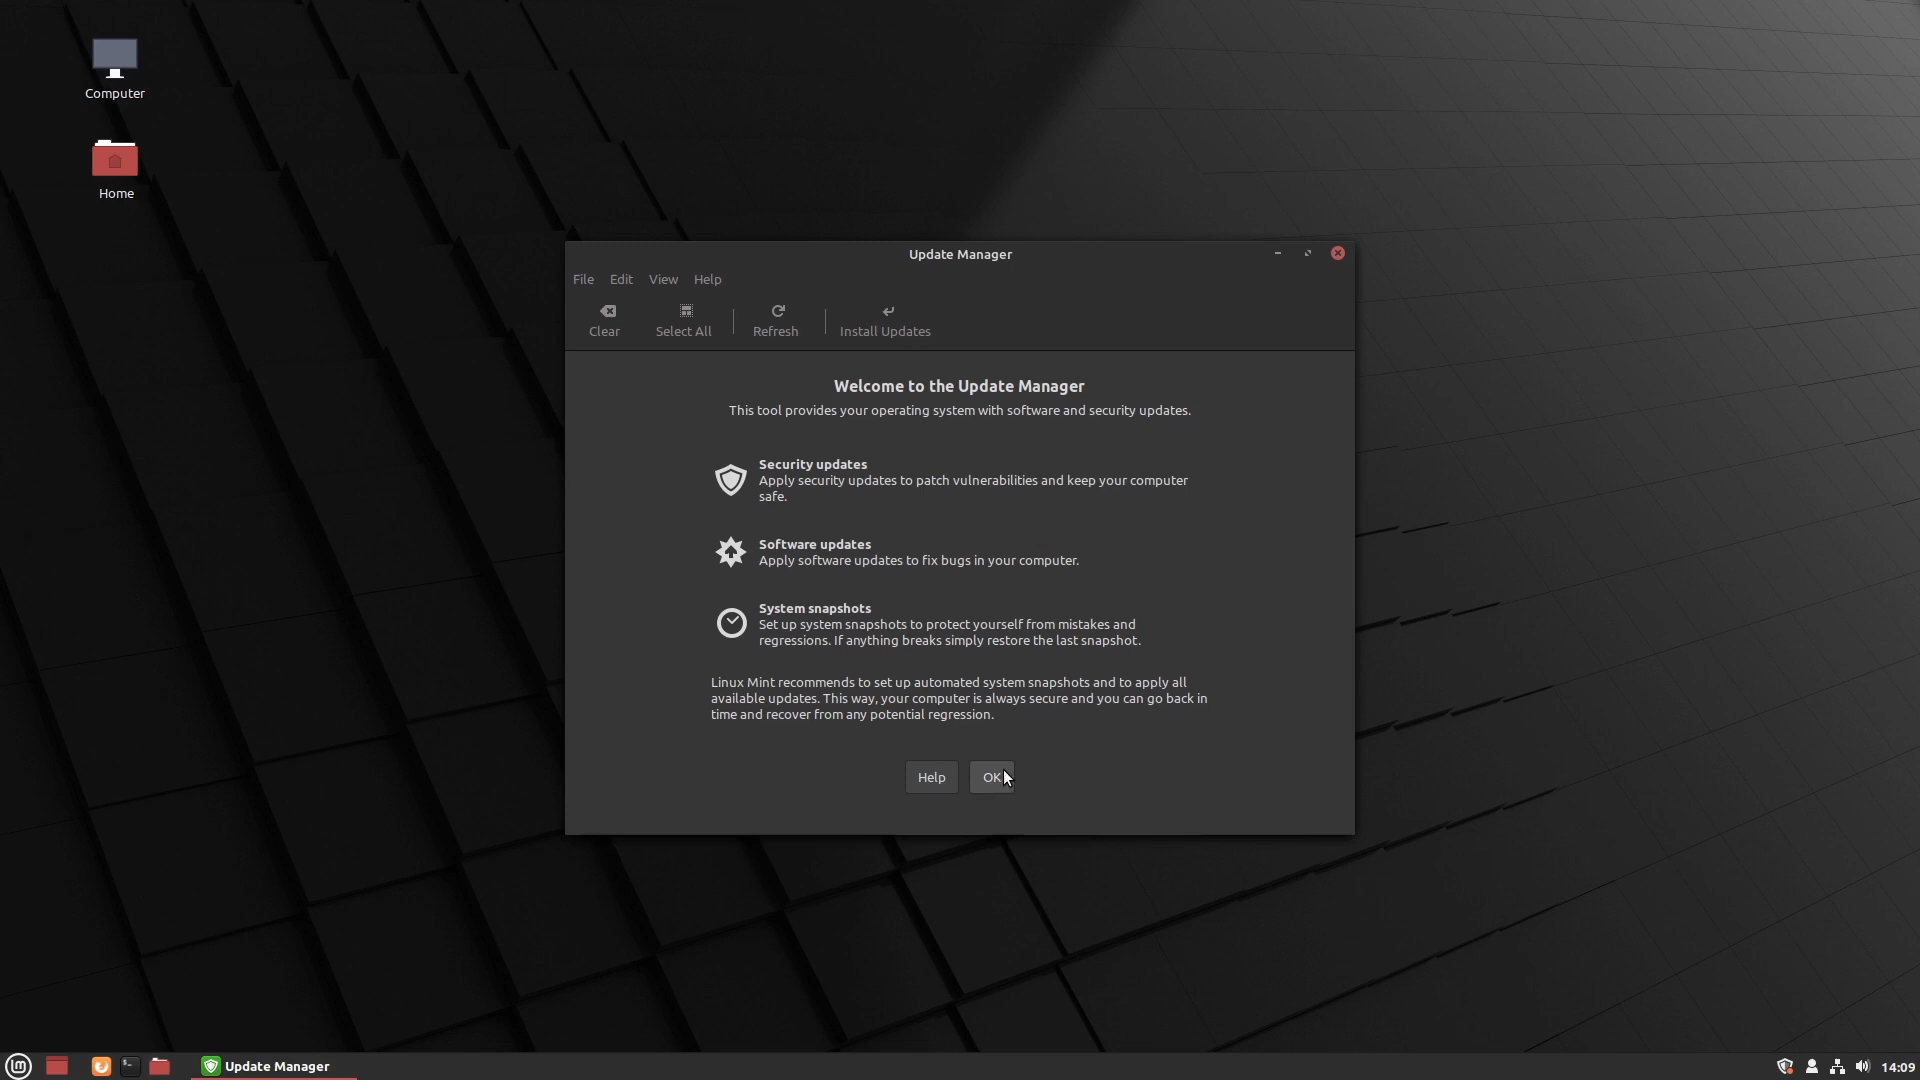 Computer
Home
Update Manager
File Edit View Help
Clear Select All Refresh Install Updates
Welcome to the Update Manager
This tool provides your operating system with software and security updates.
Security updates
Apply security updates to patch vulnerabilities and keep your computer
safe.
Software updates
Apply software updates to fix bugs in your computer.
System snapshots
Set up system snapshots to protect yourself from mistakes and
regressions. If anything breaks simply restore the last snapshot.
Linux Mint recommends to set up automated system snapshots and to apply all
available updates. This way, your computer is always secure and you can go back in
time and recover from any potential regression.
Help OK
Update Manager 14:09